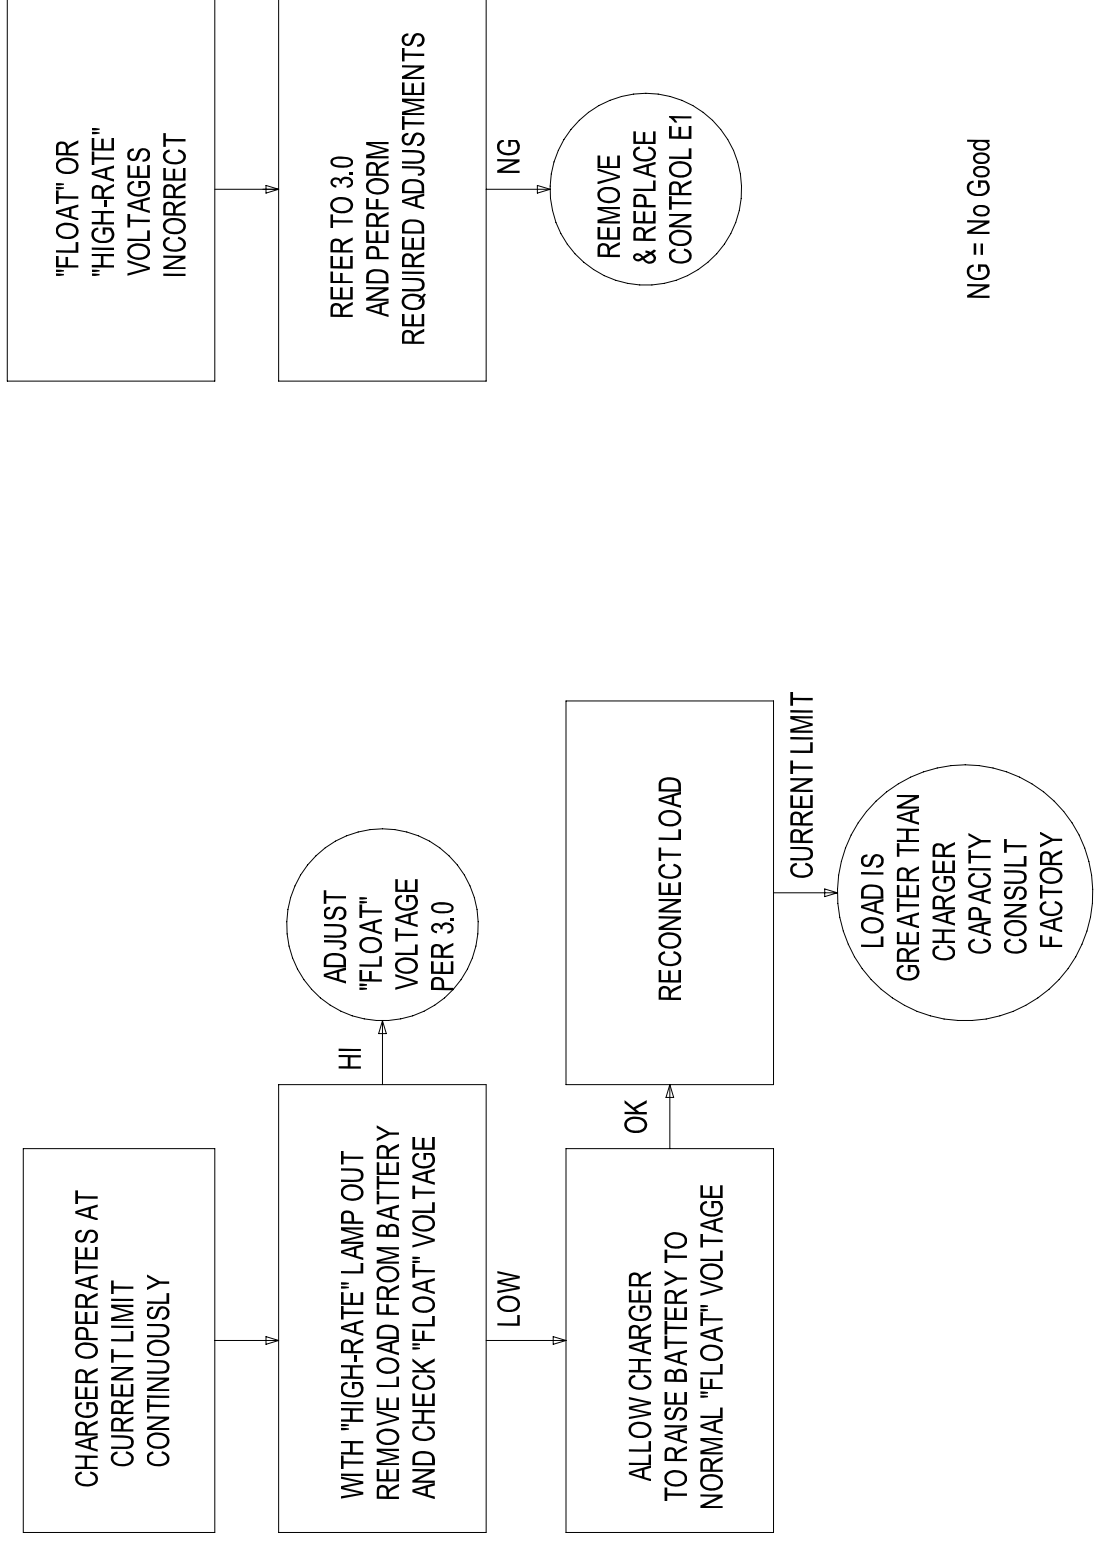 CHARGER OPERATES AT
CURRENT LIMIT
CONTINUOUSLY
WITH "HIGH-RATE" LAMP OUT
REMOVE LOAD FROM BATTERY
AND CHECK "FLOAT" VOLTAGE
HI
ADJUST
"FLOAT"
VOLTAGE
PER 3.0
LOW
ALLOW CHARGER
TO RAISE BATTERY TO
NORMAL "FLOAT" VOLTAGE
OK
RECONNECT LOAD
CURRENT LIMIT
LOAD IS
GREATER THAN
CHARGER
CAPACITY
CONSULT
FACTORY
"FLOAT" OR
"HIGH-RATE"
VOLTAGES
INCORRECT
REFER TO 3.0
AND PERFORM
REQUIRED ADJUSTMENTS
NG
REMOVE
& REPLACE
CONTROL E1
NG = No Good